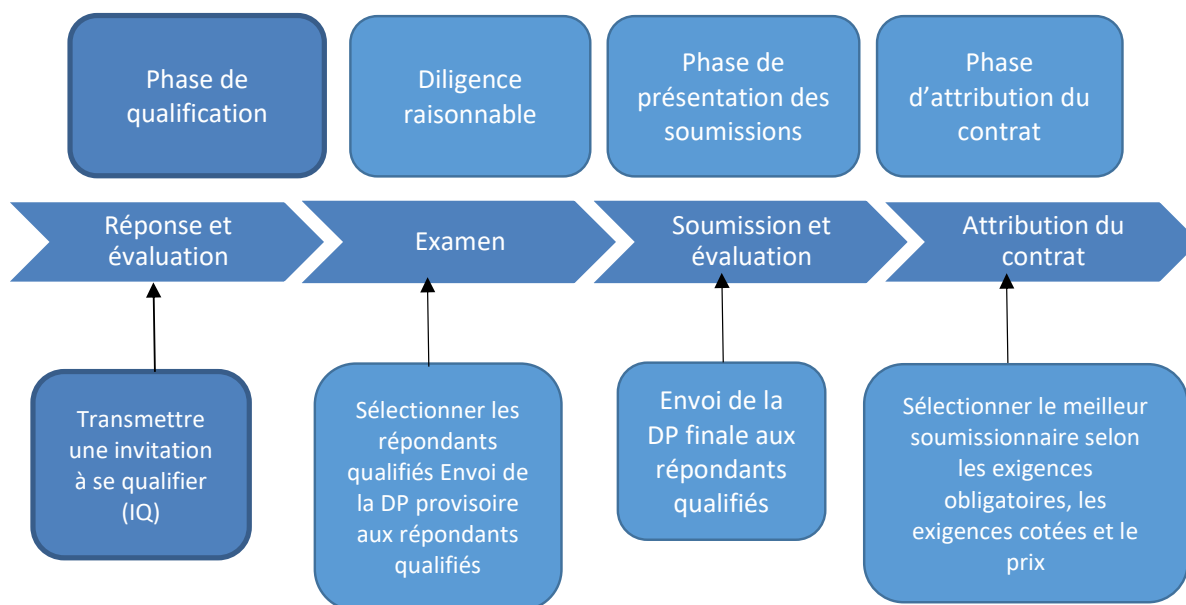 Phase de
qualification
Diligence
raisonnable
Phase de
présentation des
soumissions
Phase
d’attribution du
contrat
Réponse et
évaluation
Examen
Soumission et
évaluation
Attribution du
contrat
Transmettre
une invitation
à se qualifier
(IQ)
Sélectionner les
répondants
qualifiés Envoi de
la DP provisoire
aux répondants
qualifiés
Envoi de la
DP finale aux
répondants
qualifiés
Sélectionner le meilleur
soumissionnaire selon
les exigences
obligatoires, les
exigences cotées et le
prix